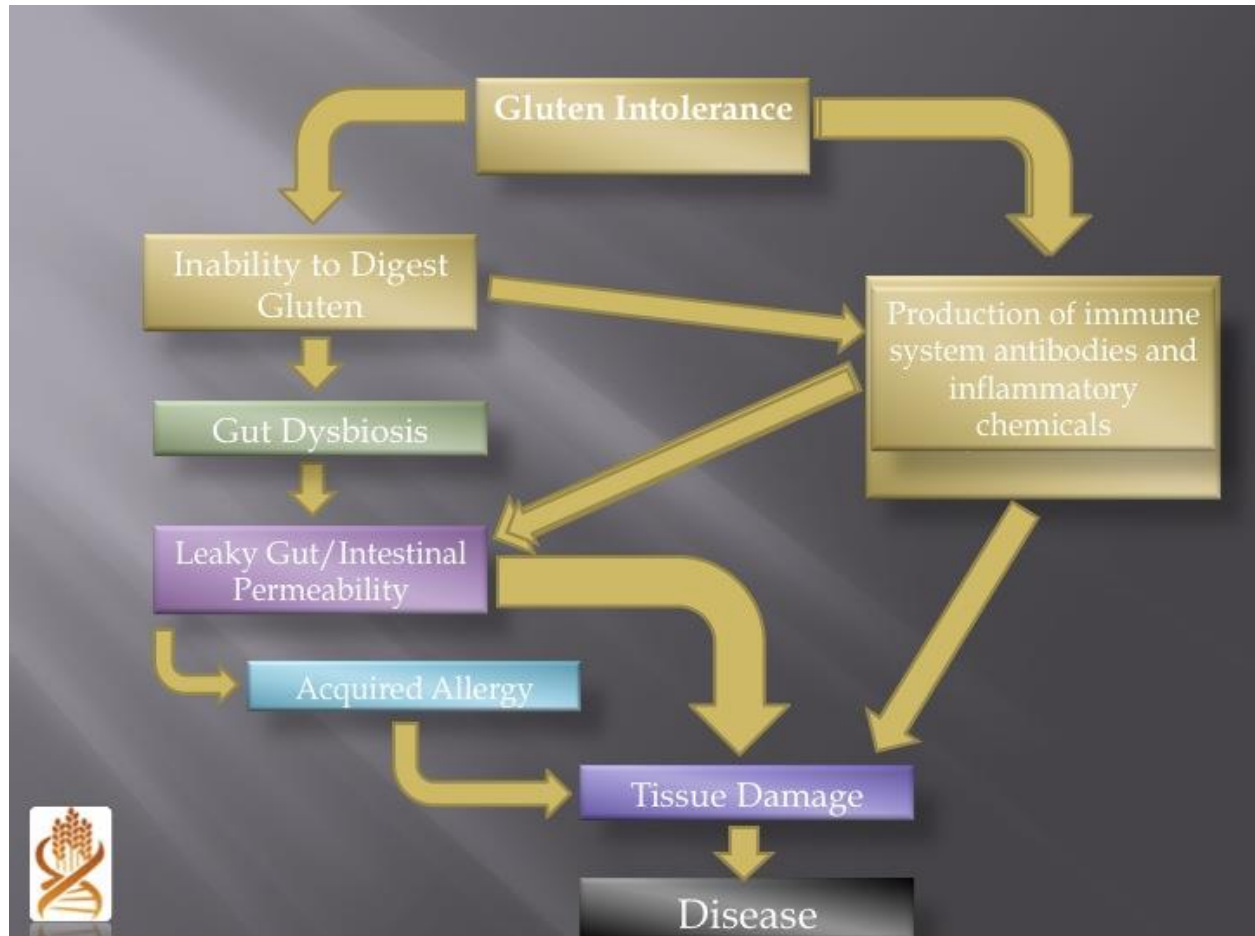 Gluten Intolerance
Inability to Digest
Gluten
Production of immune
system antibodies and
inflammatory
chemicals
Gut Dysbiosis
Leaky Gut/Intestinal
Permeability
Acquired Allergy
Tissue Damage
Disease